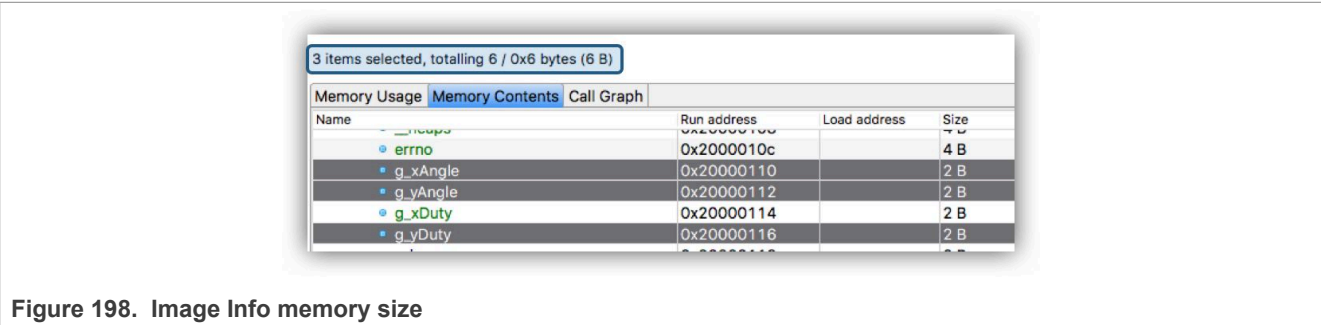 3 items selected, totalling 6 / 0x6 bytes (6 B)
Memory Usage Memory Contents Call Graph
Name Run address Load address Size
errno 0x2000010c 4 B
g_xAngle 0x20000110 2 B
g_yAngle 0x20000112 2 B
g_xDuty 0x20000114 2 B
g_yDuty 0x20000116 2 B
Figure 198. Image Info memory size